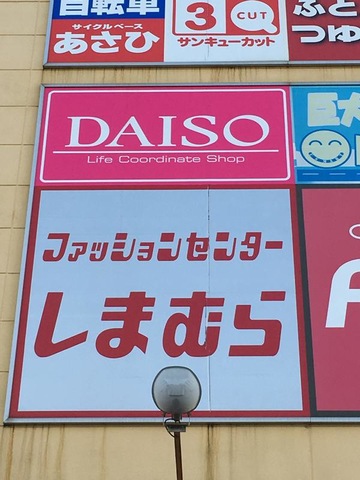 自転車
サイクルベース
あさひ
3 CUT
サンキューカット
DAISO
Life Coordinate Shop
ファッションセンター
しまむら